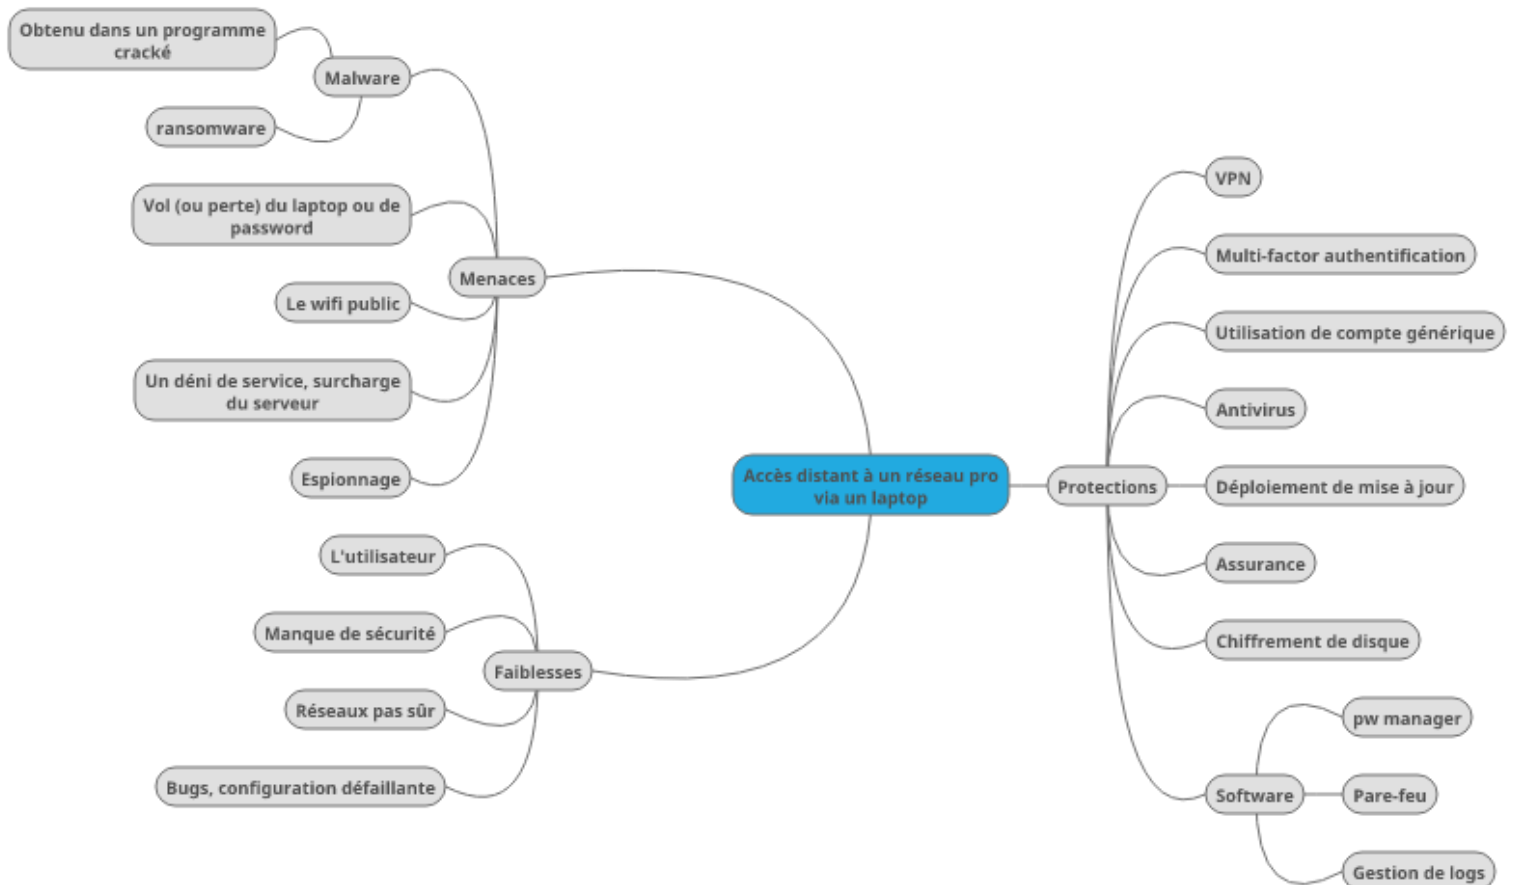 Obtenu dans un programme
cracké
Malware
ransomware
Vol (ou perte) du laptop ou de
password
Menaces
Le wifi public
Un déni de service, surcharge
du serveur
Espionnage
L'utilisateur
Manque de sécurité
Faiblesses
Réseaux pas sûr
Bugs, configuration défaillante
Accès distant à un réseau pro
via un laptop
Protections
VPN
Multi-factor authentification
Utilisation de compte générique
Antivirus
Déploiement de mise à jour
Assurance
Chiffrement de disque
Software
pw manager
Pare-feu
Gestion de logs